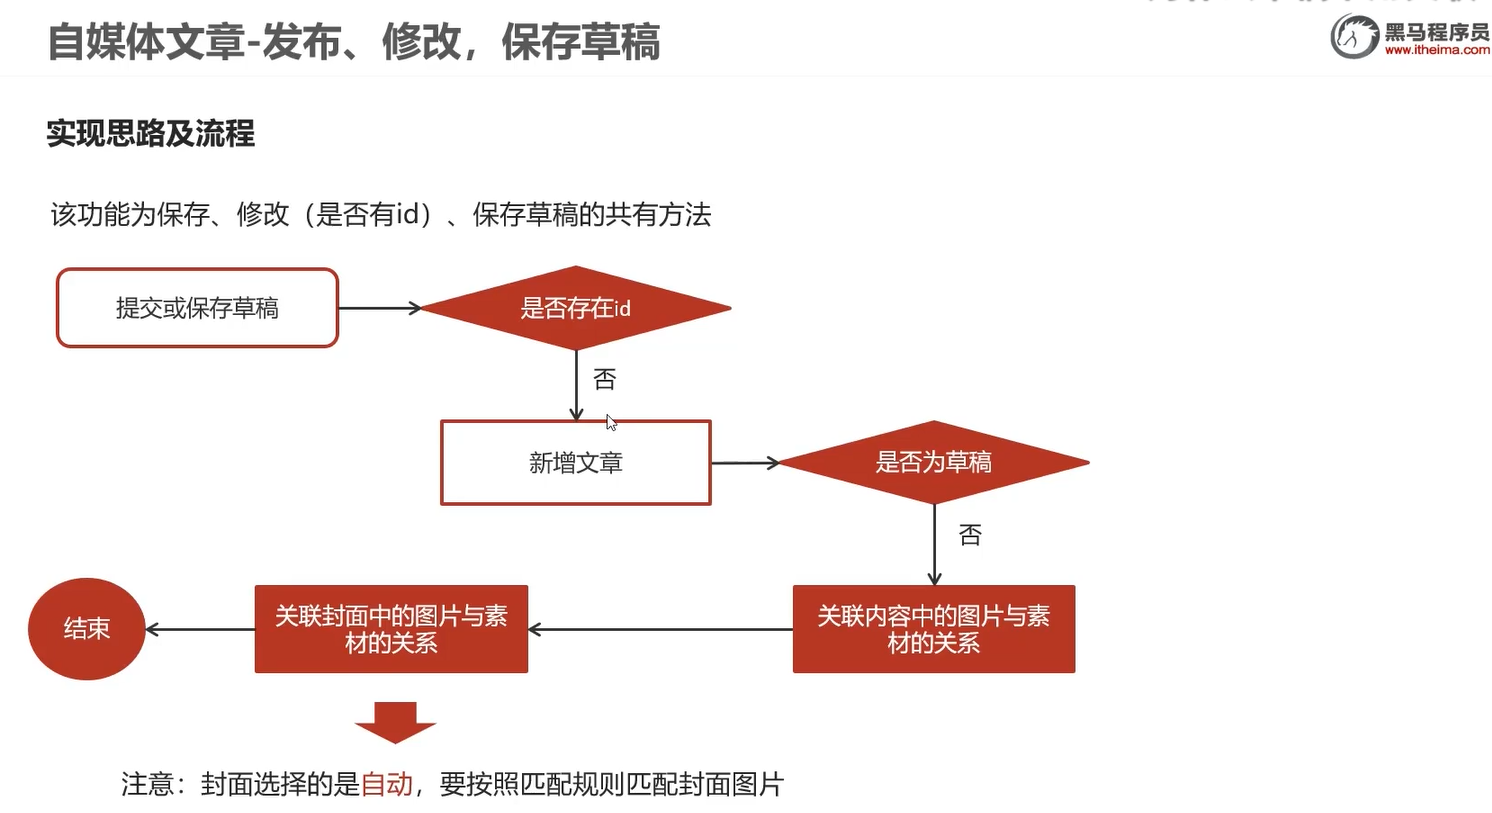 自媒体文章-发布、修改，保存草稿
黑马程序员
www.itheima.com
实现思路及流程
该功能为保存、修改（是否有id）、保存草稿的共有方法
提交或保存草稿
是否存在id
否
新增文章
是否为草稿
否
关联内容中的图片与素
材的关系
关联封面中的图片与素
材的关系
结束
注意：封面选择的是自动，要按照匹配规则匹配封面图片